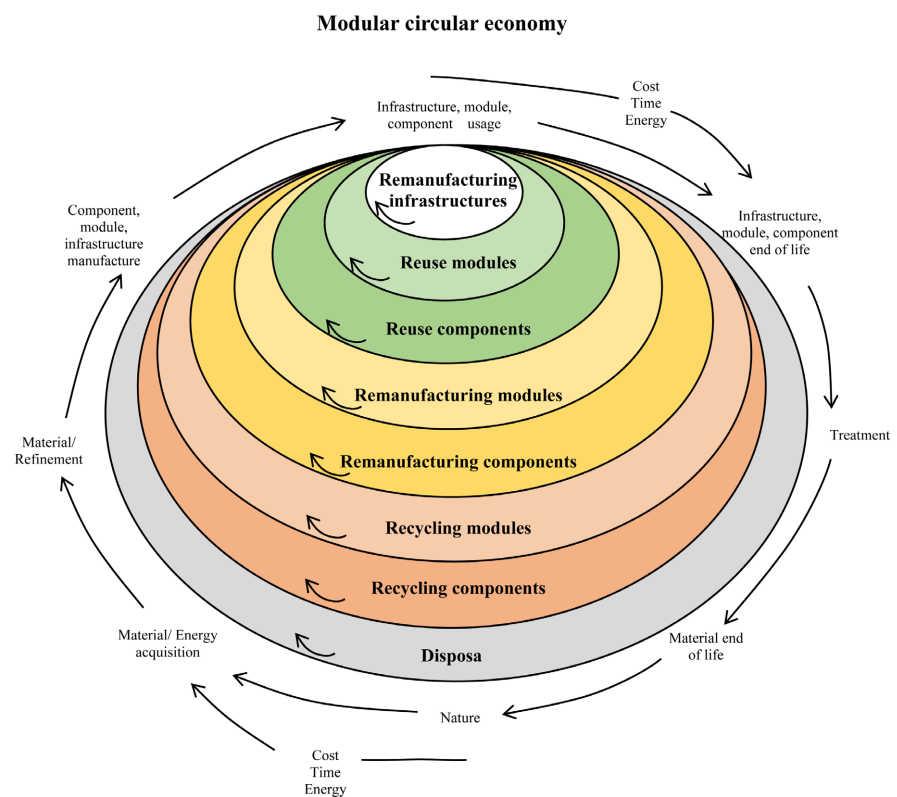 Modular circular economy
Cost
Time
Energy
Infrastructure, module,
component usage
Remanufacturing
infrastructures
Component,
module,
infrastructure
manufacture
Infrastructure,
module, component
end of life
Reuse modules
Reuse components
Remanufacturing modules
Material/
Refinement
Treatment
Remanufacturing components
Recycling modules
Recycling components
Material/ Energy
acquisition
Material end
of life
Disposa
Nature
Cost
Time
Energy